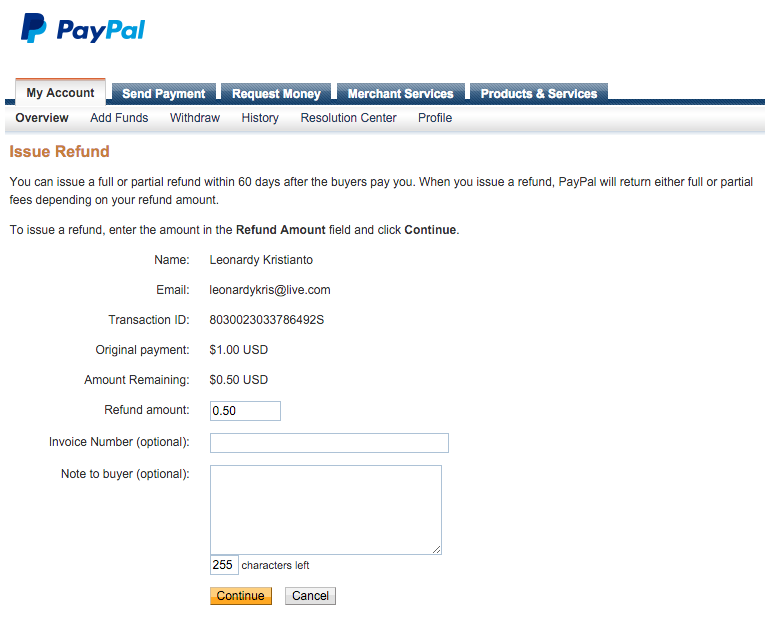 PayPal
My Account Send Payment Request Money Merchant Services Products & Services
Overview Add Funds Withdraw History Resolution Center Profile
Issue Refund
You can issue a full or partial refund within 60 days after the buyers pay you. When you issue a refund, PayPal will return either full or partial
fees depending on your refund amount.
To issue a refund, enter the amount in the Refund Amount field and click Continue.
Name: Leonardy Kristianto
Email: leonardykris@live.com
Transaction ID: 8030023033786492S
Original payment: $1.00 USD
Amount Remaining: $0.50 USD
Refund amount: 0.50
Invoice Number (optional):
Note to buyer (optional):
255 characters left
Continue Cancel